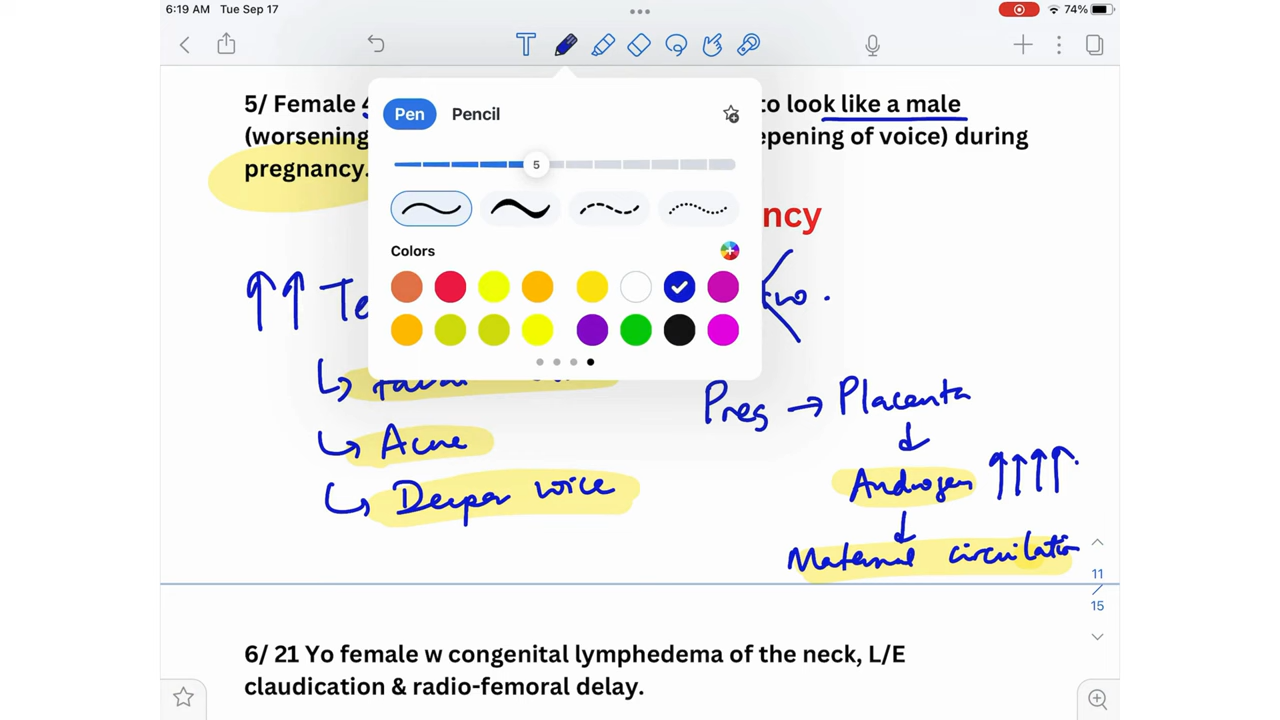 6:19 AM Tue Sep 17
74%
T
5/ Female
to look like a male
(worsening
epening of voice) during
pregnancy.
Pen
Pencil
5
ncy
Colors
↑↑ Te
↳ Facial
↳ Acne
↳ Deeper voice
Preg → Placenta
↓
Androgen ↑↑↑↑
↓
Maternal circulation
11
/
15
6/ 21 Yo female w congenital lymphedema of the neck, L/E
claudication & radio-femoral delay.